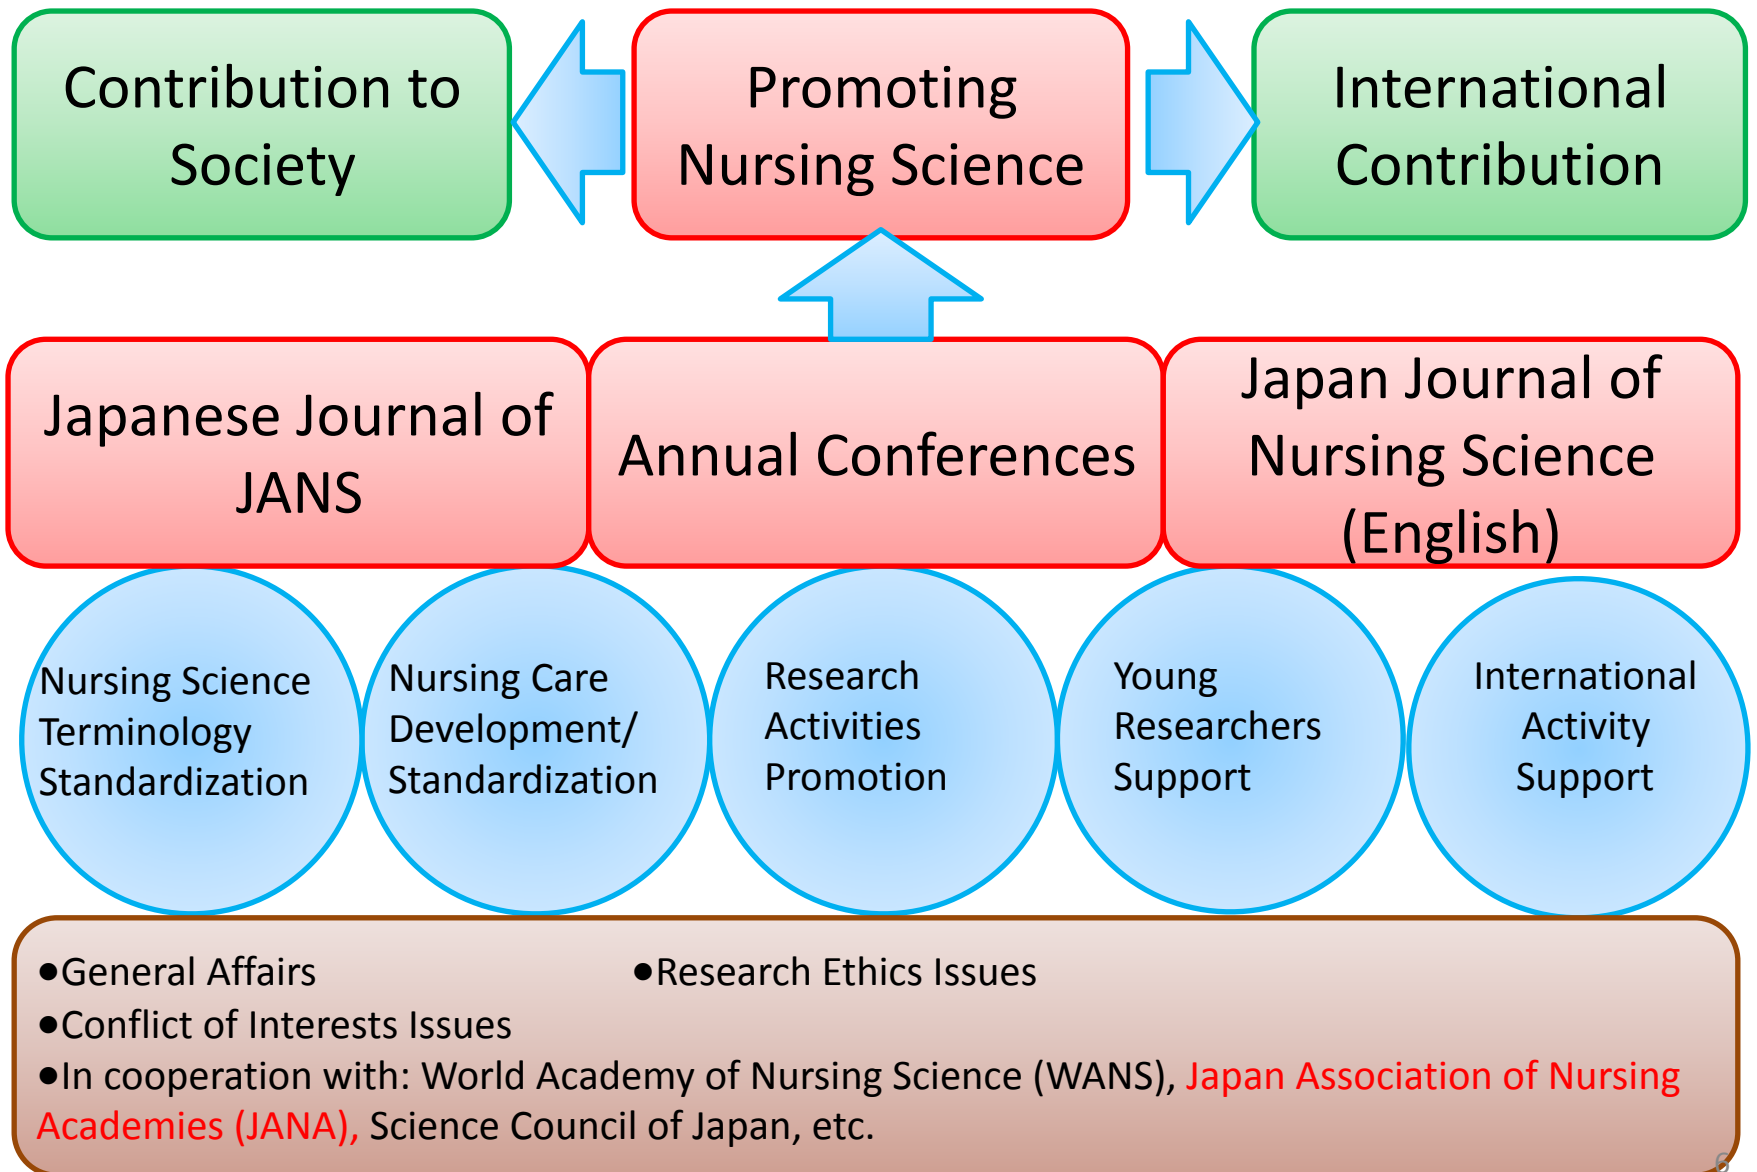 Contribution to
Society
Promoting
Nursing Science
International
Contribution
Japanese Journal of
JANS
Annual Conferences
Japan Journal of
Nursing Science
(English)
Nursing Science
Terminology
Standardization
Nursing Care
Development/
Standardization
Research
Activities
Promotion
Young
Researchers
Support
International
Activity
Support
●General Affairs ●Research Ethics Issues
●Conflict of Interests Issues
●In cooperation with: World Academy of Nursing Science (WANS), Japan Association of Nursing
Academies (JANA), Science Council of Japan, etc.
6